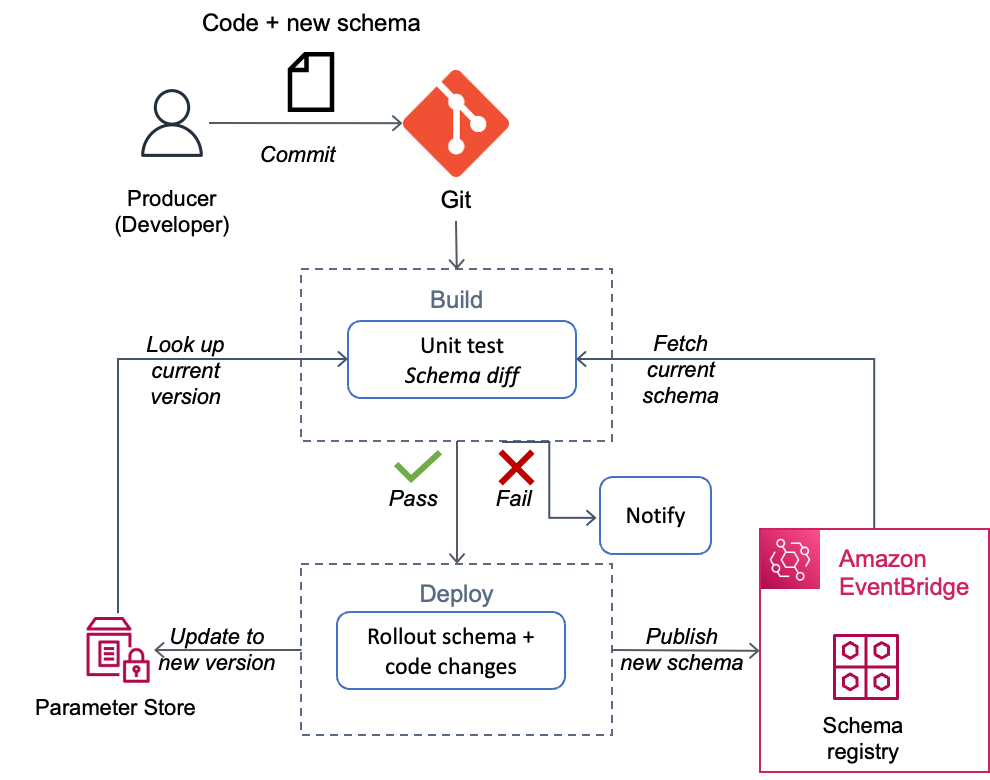 Code + new schema
Commit
Producer
(Developer)
Git
Build
Unit test
Schema diff
Look up
current
version
Fetch
current
schema
Pass
Fail
Notify
Deploy
Rollout schema +
code changes
Update to
new version
Parameter Store
Publish
new schema
Amazon
EventBridge
Schema
registry